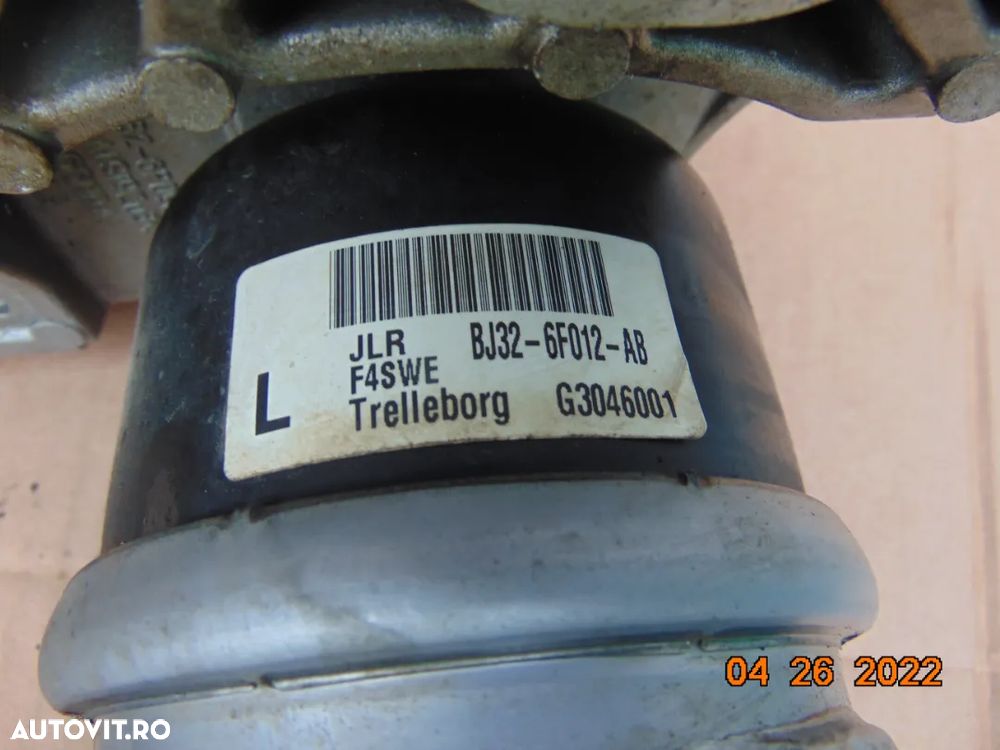 JLR BJ32-6F012-AB
F4SWE
L Trelleborg G3046001
04 26 2022
AUTOVIT.RO